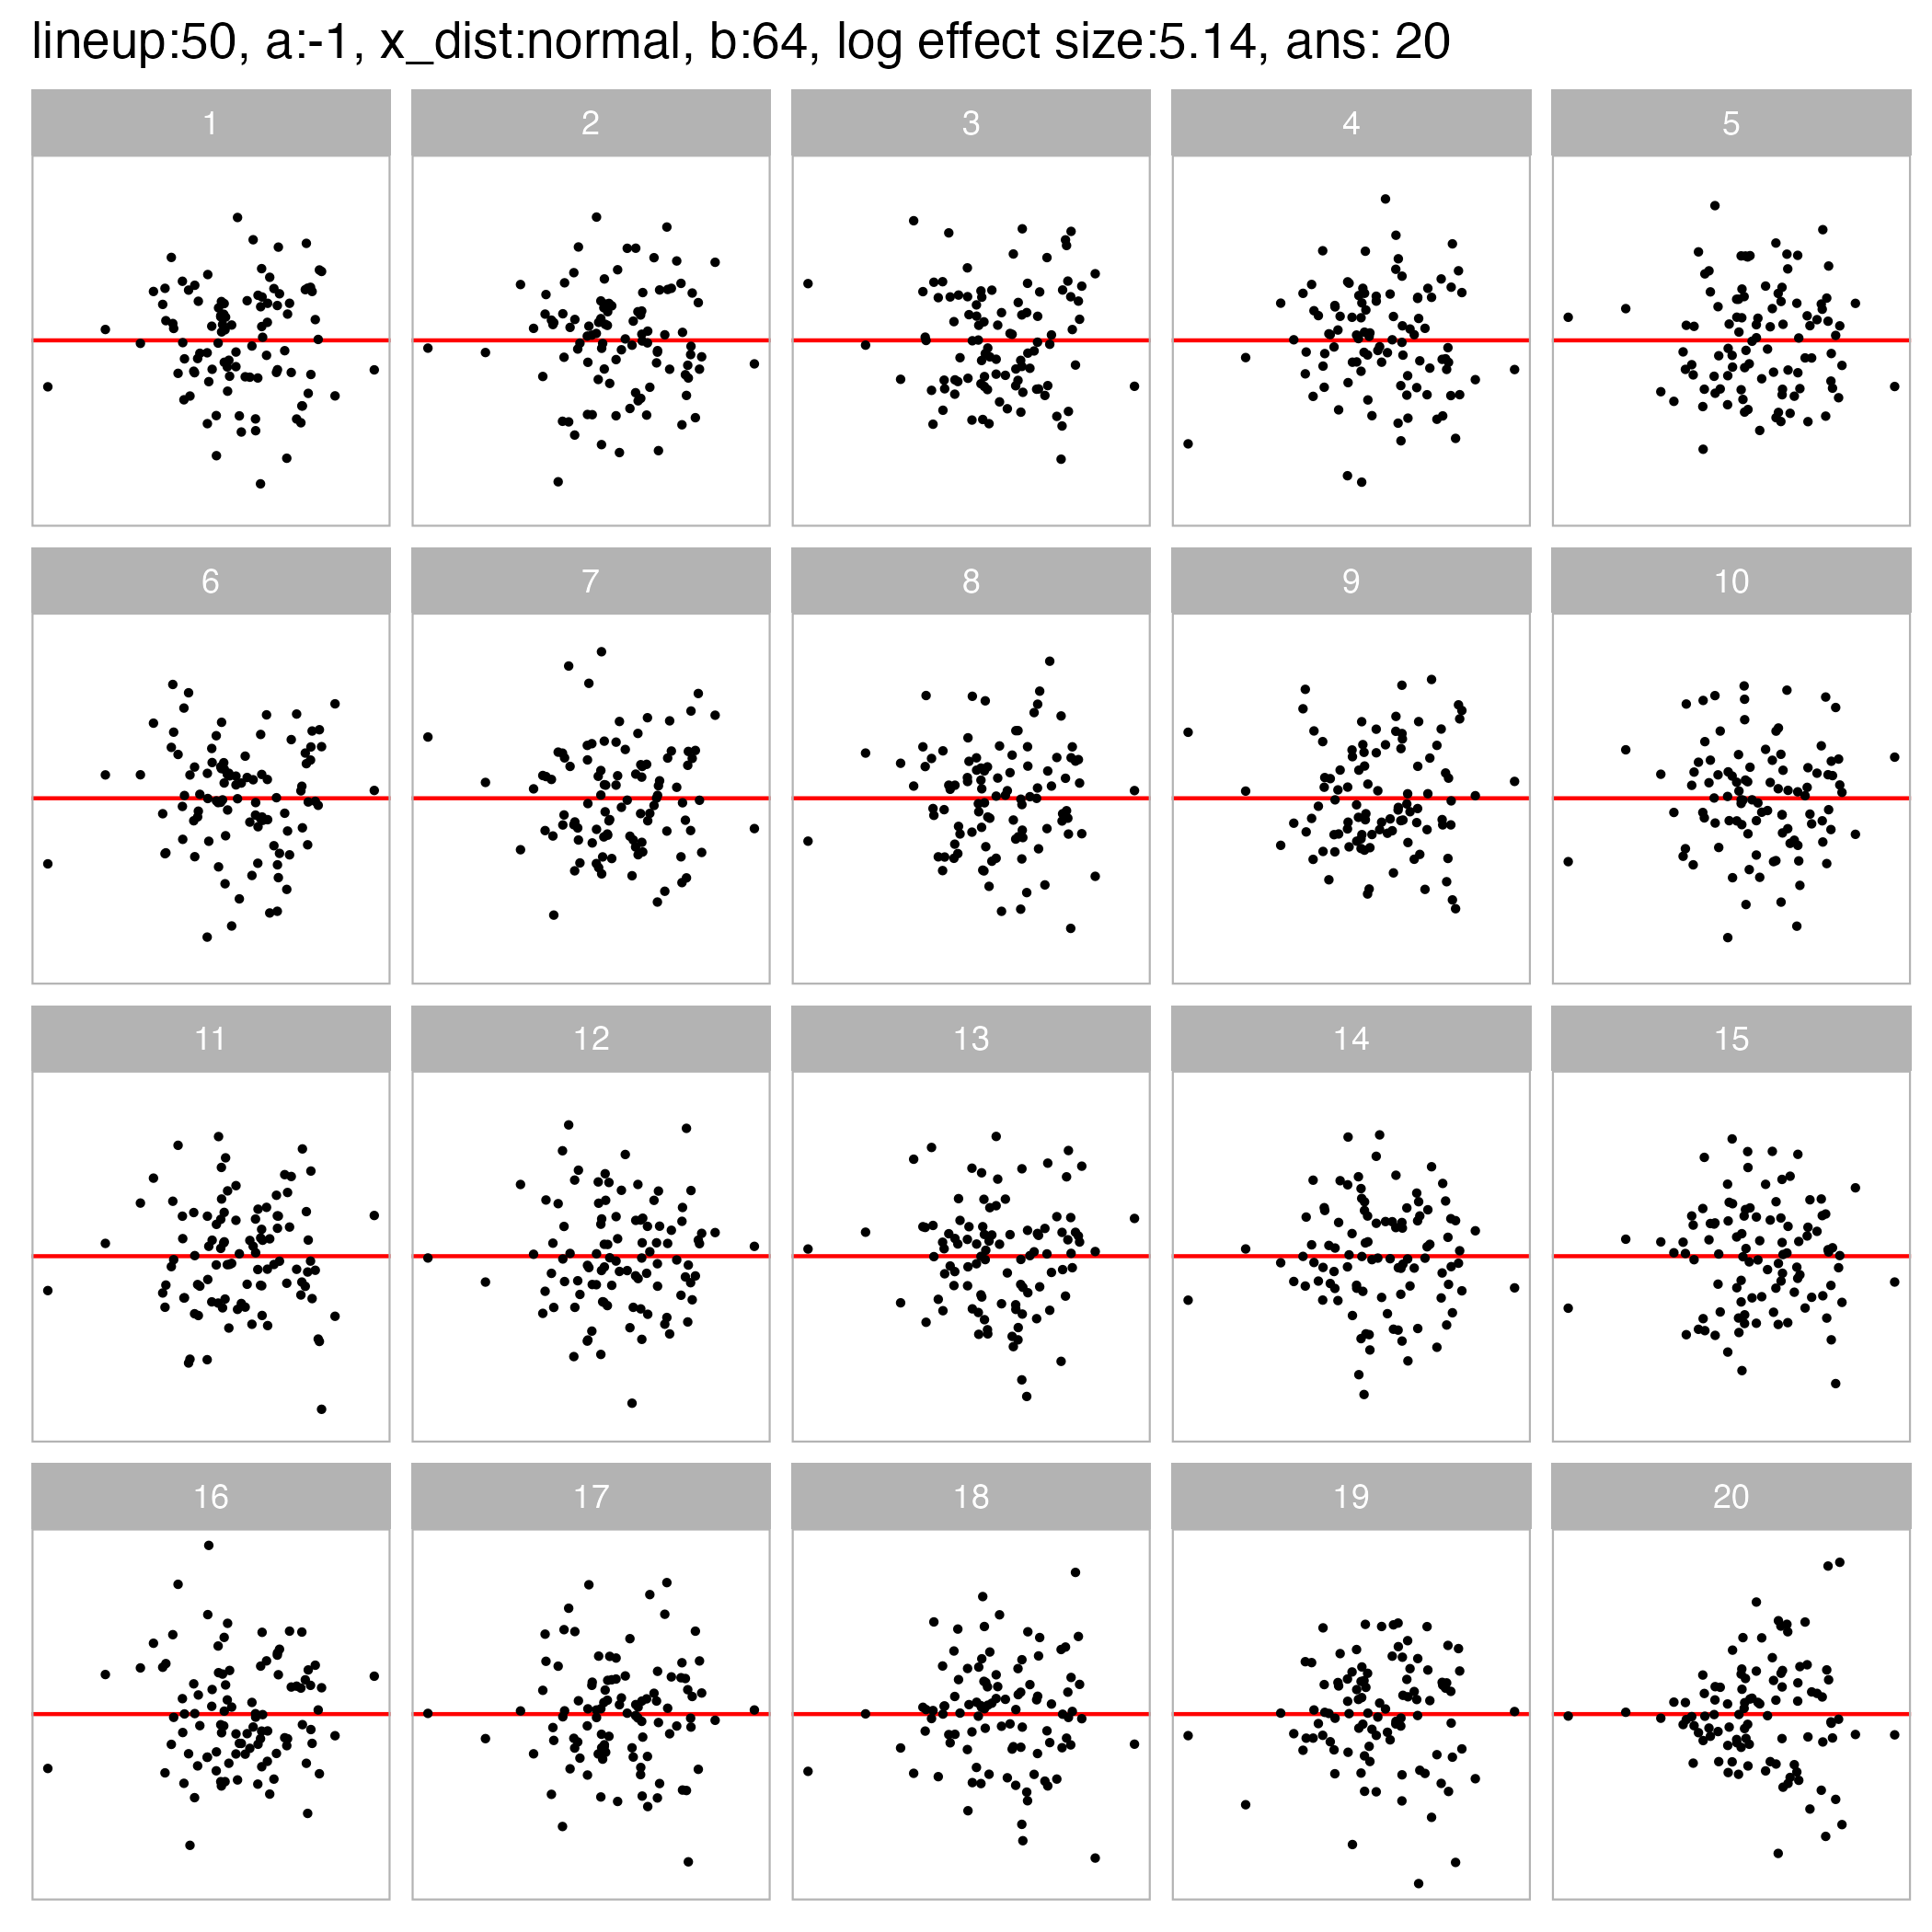 lineup:50, a:-1, x_dist:normal, b:64, log effect size:5.14, ans: 20
1 2 3 4 5
6 7 8 9 10
11 12 13 14 15
16 17 18 19 20